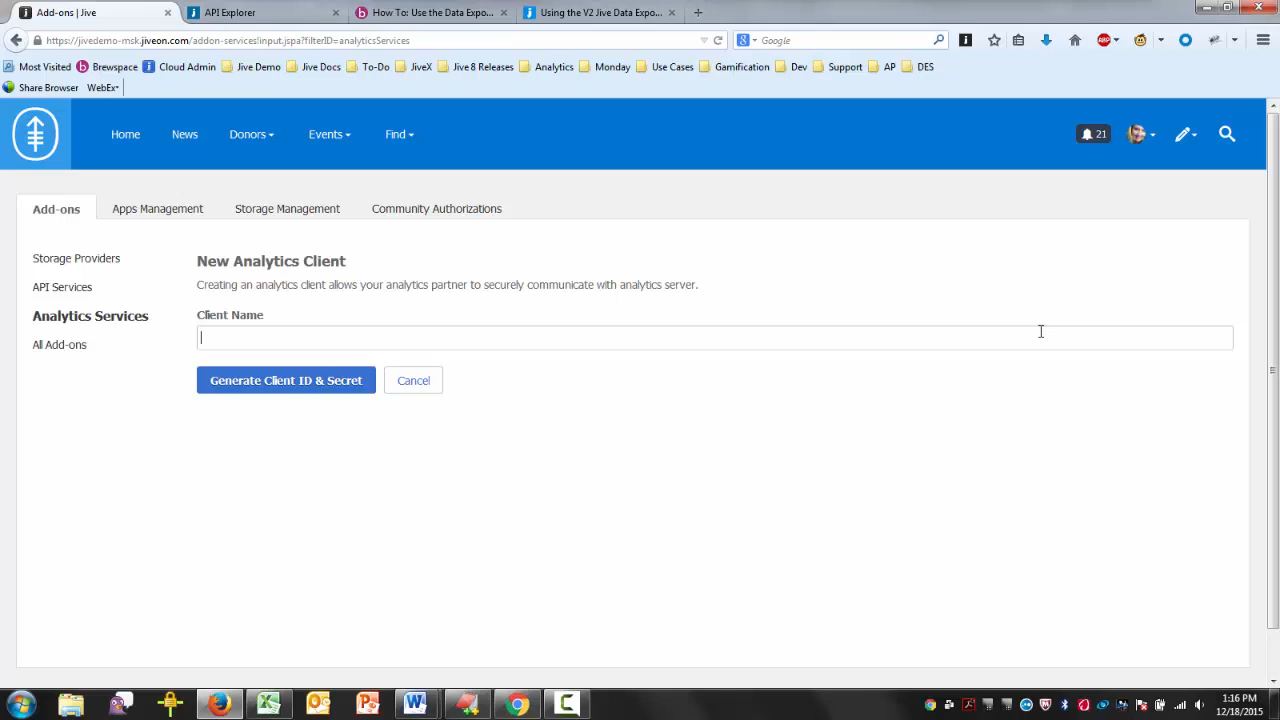 Add-ons | Jive
API Explorer
How To: Use the Data Expo...
Using the V2 Jive Data Expo...
https://jivedemo-msk.jiveon.com/addon-services!input.jspa?filterID=analyticsServices
Google
Most Visited
Brewspace
Cloud Admin
Jive Demo
Jive Docs
To-Do
JiveX
Jive 8 Releases
Analytics
Monday
Use Cases
Gamification
Dev
Support
AP
DES
Share Browser
WebEx
Home
News
Donors
Events
Find
21
Add-ons
Apps Management
Storage Management
Community Authorizations
Storage Providers
API Services
Analytics Services
All Add-ons
New Analytics Client
Creating an analytics client allows your analytics partner to securely communicate with analytics server.
Client Name
Generate Client ID & Secret
Cancel
1:16 PM
12/18/2015